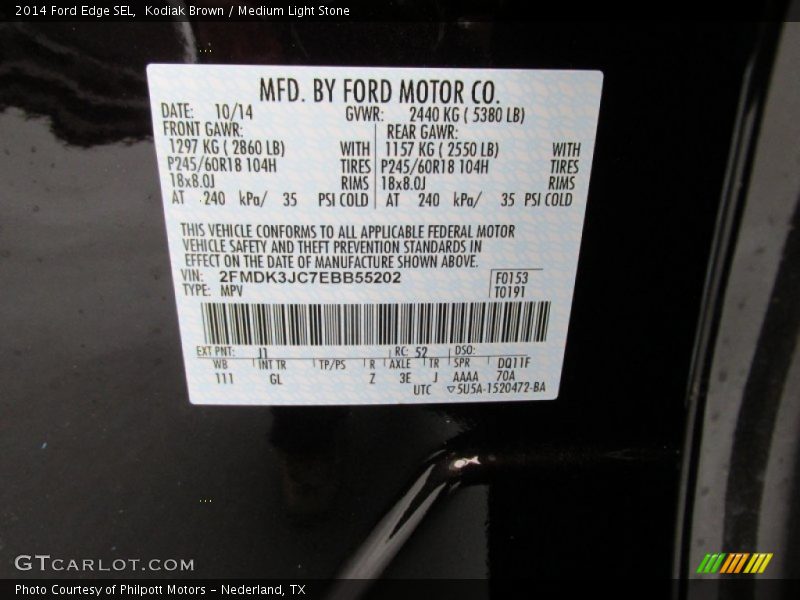 2014 Ford Edge SEL, Kodiak Brown / Medium Light Stone
MFD. BY FORD MOTOR CO.
DATE: 10/14 GVWR: 2440 KG ( 5380 LB)
FRONT GAWR: REAR GAWR:
1297 KG ( 2860 LB) WITH 1157 KG ( 2550 LB) WITH
P245/60R18 104H TIRES P245/60R18 104H TIRES
18x8.0J RIMS 18x8.0J RIMS
AT 240 kPa/ 35 PSI COLD AT 240 kPa/ 35 PSI COLD
THIS VEHICLE CONFORMS TO ALL APPLICABLE FEDERAL MOTOR
VEHICLE SAFETY AND THEFT PREVENTION STANDARDS IN
EFFECT ON THE DATE OF MANUFACTURE SHOWN ABOVE.
VIN: 2FMDK3JC7EBB55202 F0153
TYPE: MPV T0191
EXT PNT: J1 RC: 52 DSO:
WB INT TR TP/PS R AXLE TR SPR DQ11F
111 GL Z 3E J AAAA 70A
UTC ▽5U5A-1520472-BA
GTCARLOT.COM
Photo Courtesy of Philpott Motors - Nederland, TX